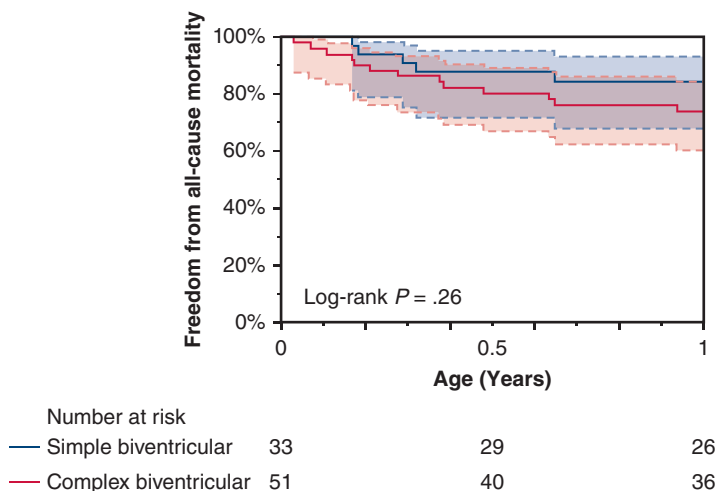 Freedom from all-cause mortality
100%
80%
60%
40%
20%
0%
Log-rank P = .26
0 0.5 1
Age (Years)
Number at risk
Simple biventricular 33 29 26
Complex biventricular 51 40 36